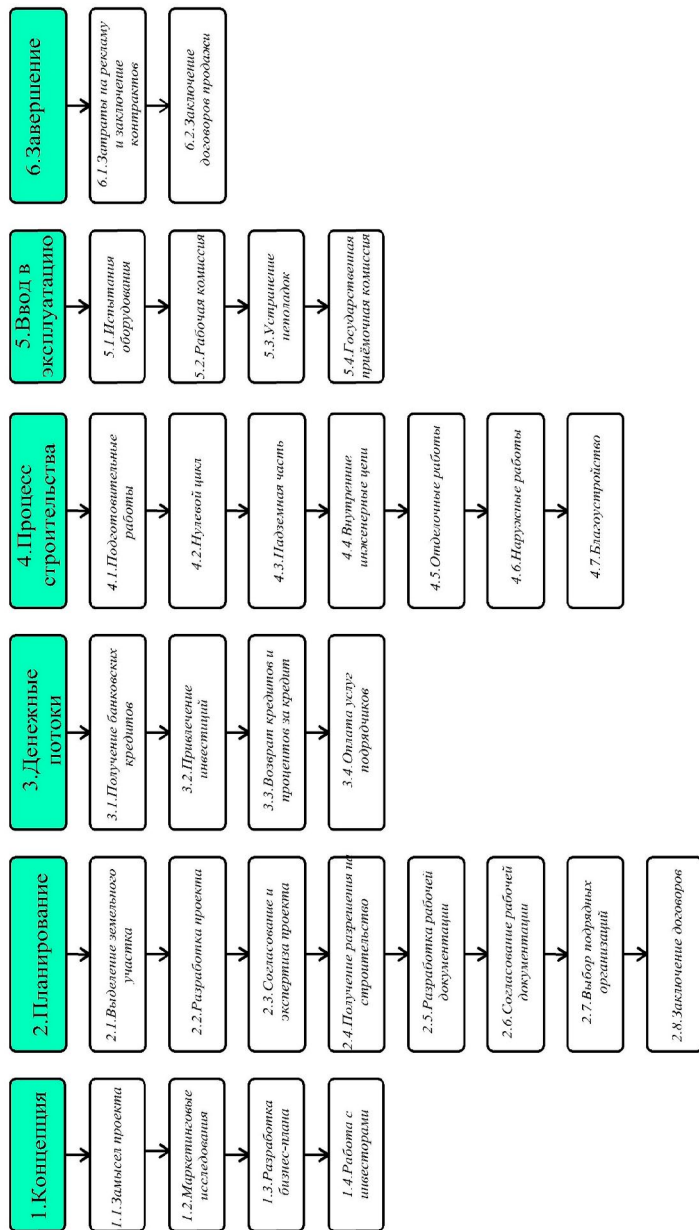 1.Концепция
1.1.Замысел проекта
1.2.Маркетинговые
исследования
1.3.Разработка
бизнес-плана
1.4.Работа с
инвесторами
2.Планирование
2.1.Выделение земельного
участка
2.2.Разработка проекта
2.3.Согласование и
экспертиза проекта
2.4.Получение разрешения на
строительство
2.5.Разработка рабочей
документации
2.6.Согласование рабочей
документации
2.7.Выбор подрядных
организаций
2.8.Заключение договоров
3.Денежные
потоки
3.1.Получение банковских
кредитов
3.2.Привлечение
инвестиций
3.3.Возврат кредитов и
процентов за кредит
3.4.Оплата услуг
подрядчиков
4.Процесс
строительства
4.1.Подготовительные
работы
4.2.Нулевой цикл
4.3.Надземная часть
4.4.Внутренние
инженерные цепи
4.5.Отделочные работы
4.6.Наружные работы
4.7.Благоустройство
5.Ввод в
эксплуатацию
5.1.Испытания
оборудования
5.2.Рабочая комиссия
5.3.Устранение
неполадок
5.4.Государственная
приёмочная комиссия
6.Завершение
6.1.Затраты на рекламу
и заключение
контрактов
6.2.Заключение
договоров продажи